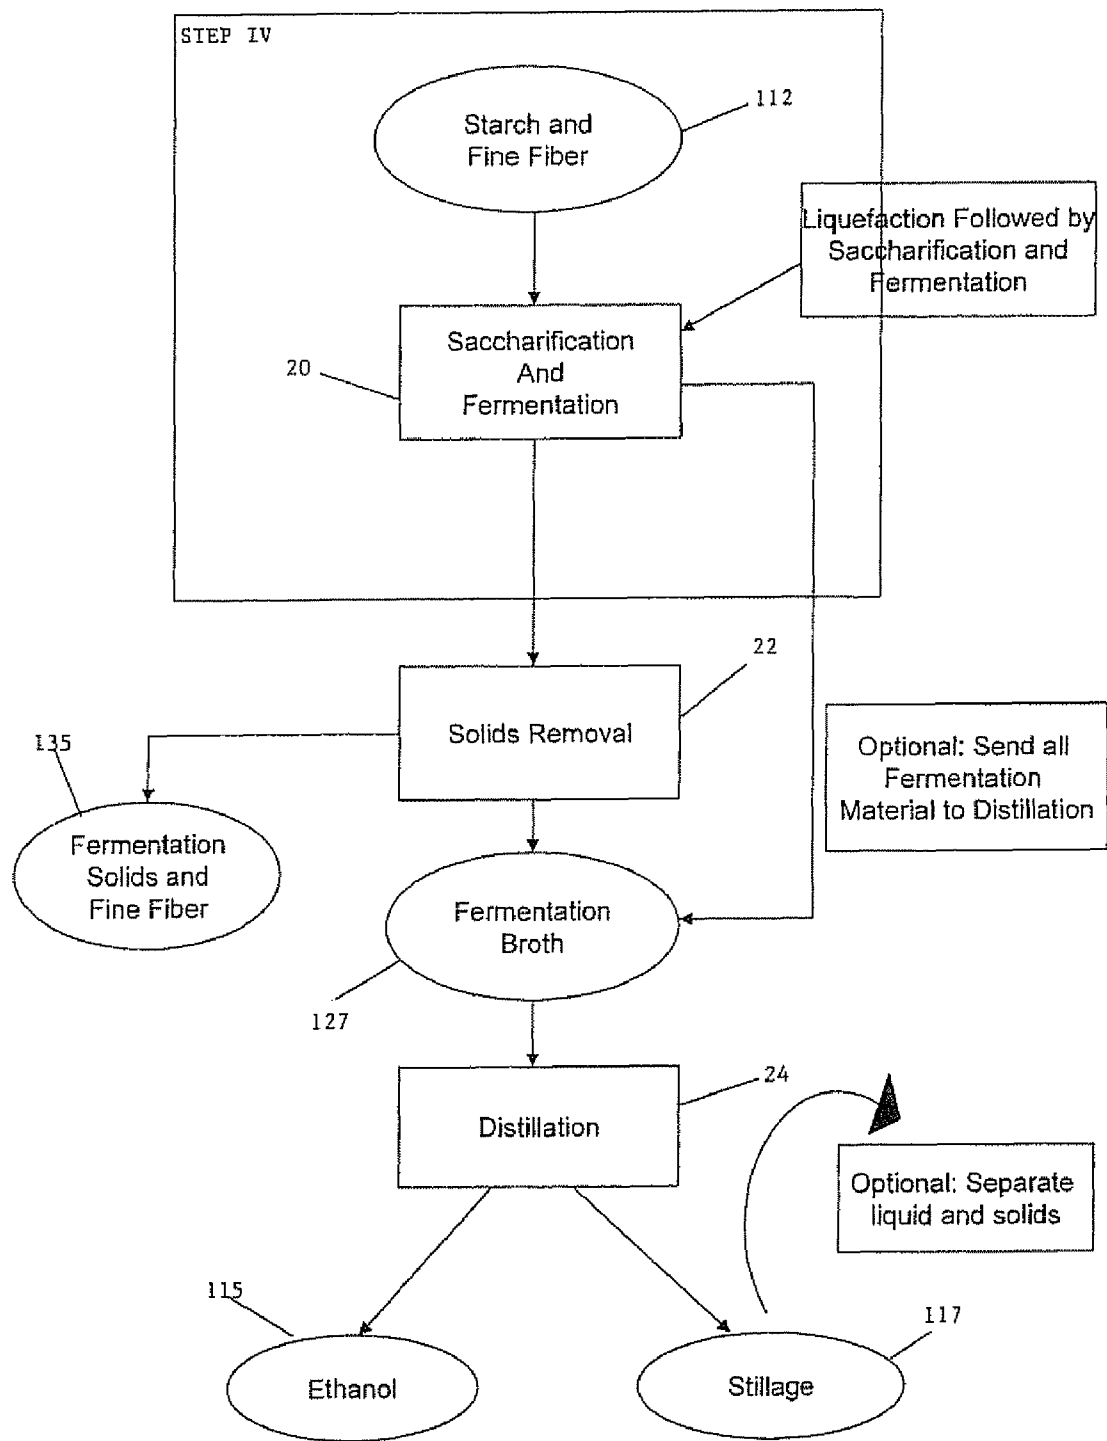 STEP IV
Starch and
Fine Fiber
112
Liquefaction Followed by
Saccharification and
Fermentation
Saccharification
And
Fermentation
20
22
Solids Removal
135
Optional: Send all
Fermentation
Material to Distillation
Fermentation
Solids and
Fine Fiber
Fermentation
Broth
127
24
Distillation
Optional: Separate
liquid and solids
115
117
Ethanol
Stillage